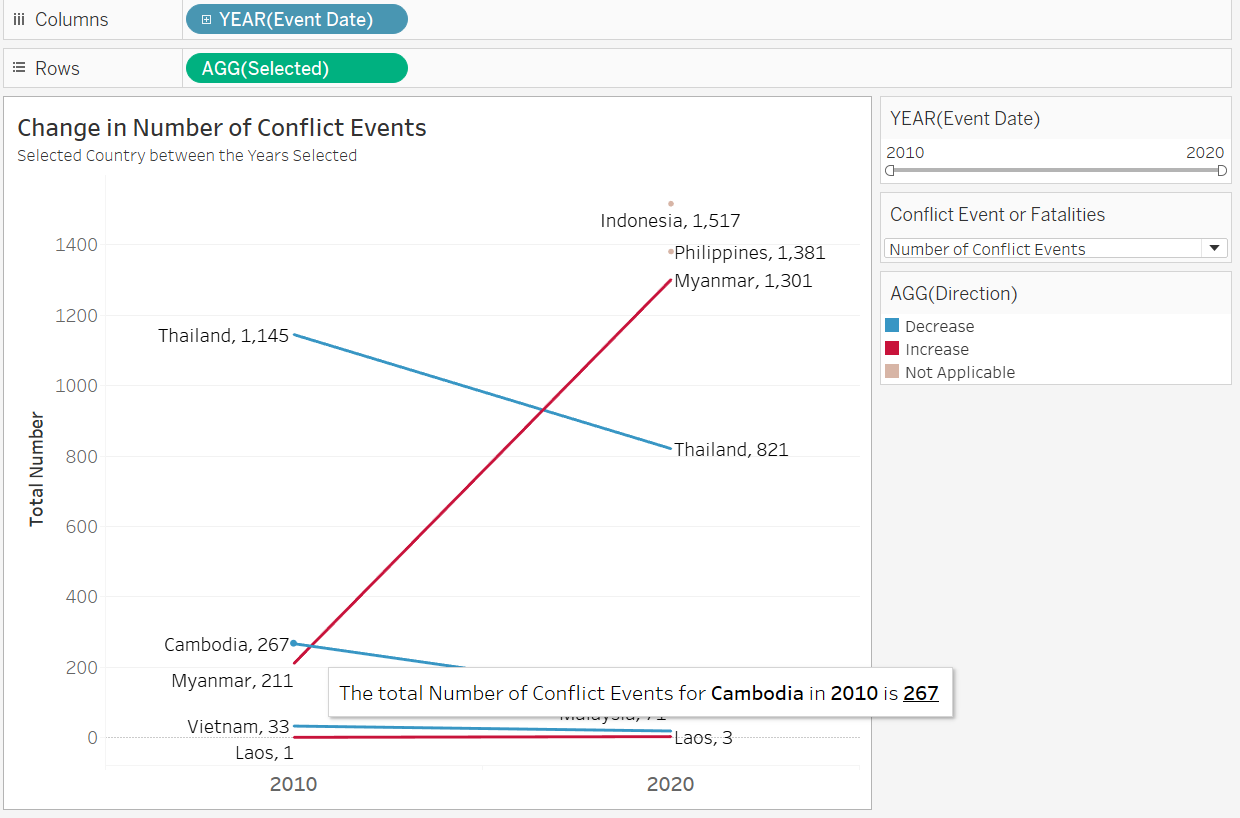 Columns
YEAR(Event Date)
Rows
AGG(Selected)
Change in Number of Conflict Events
Selected Country between the Years Selected
Total Number
1400
1200
1000
800
600
400
200
0
Indonesia, 1,517
Philippines, 1,381
Myanmar, 1,301
Thailand, 1,145
Thailand, 821
Cambodia, 267
Myanmar, 211
The total Number of Conflict Events for Cambodia in 2010 is 267
Malaysia, 71
Vietnam, 33
Laos, 3
Laos, 1
2010
2020
YEAR(Event Date)
2010
2020
Conflict Event or Fatalities
Number of Conflict Events
AGG(Direction)
Decrease
Increase
Not Applicable